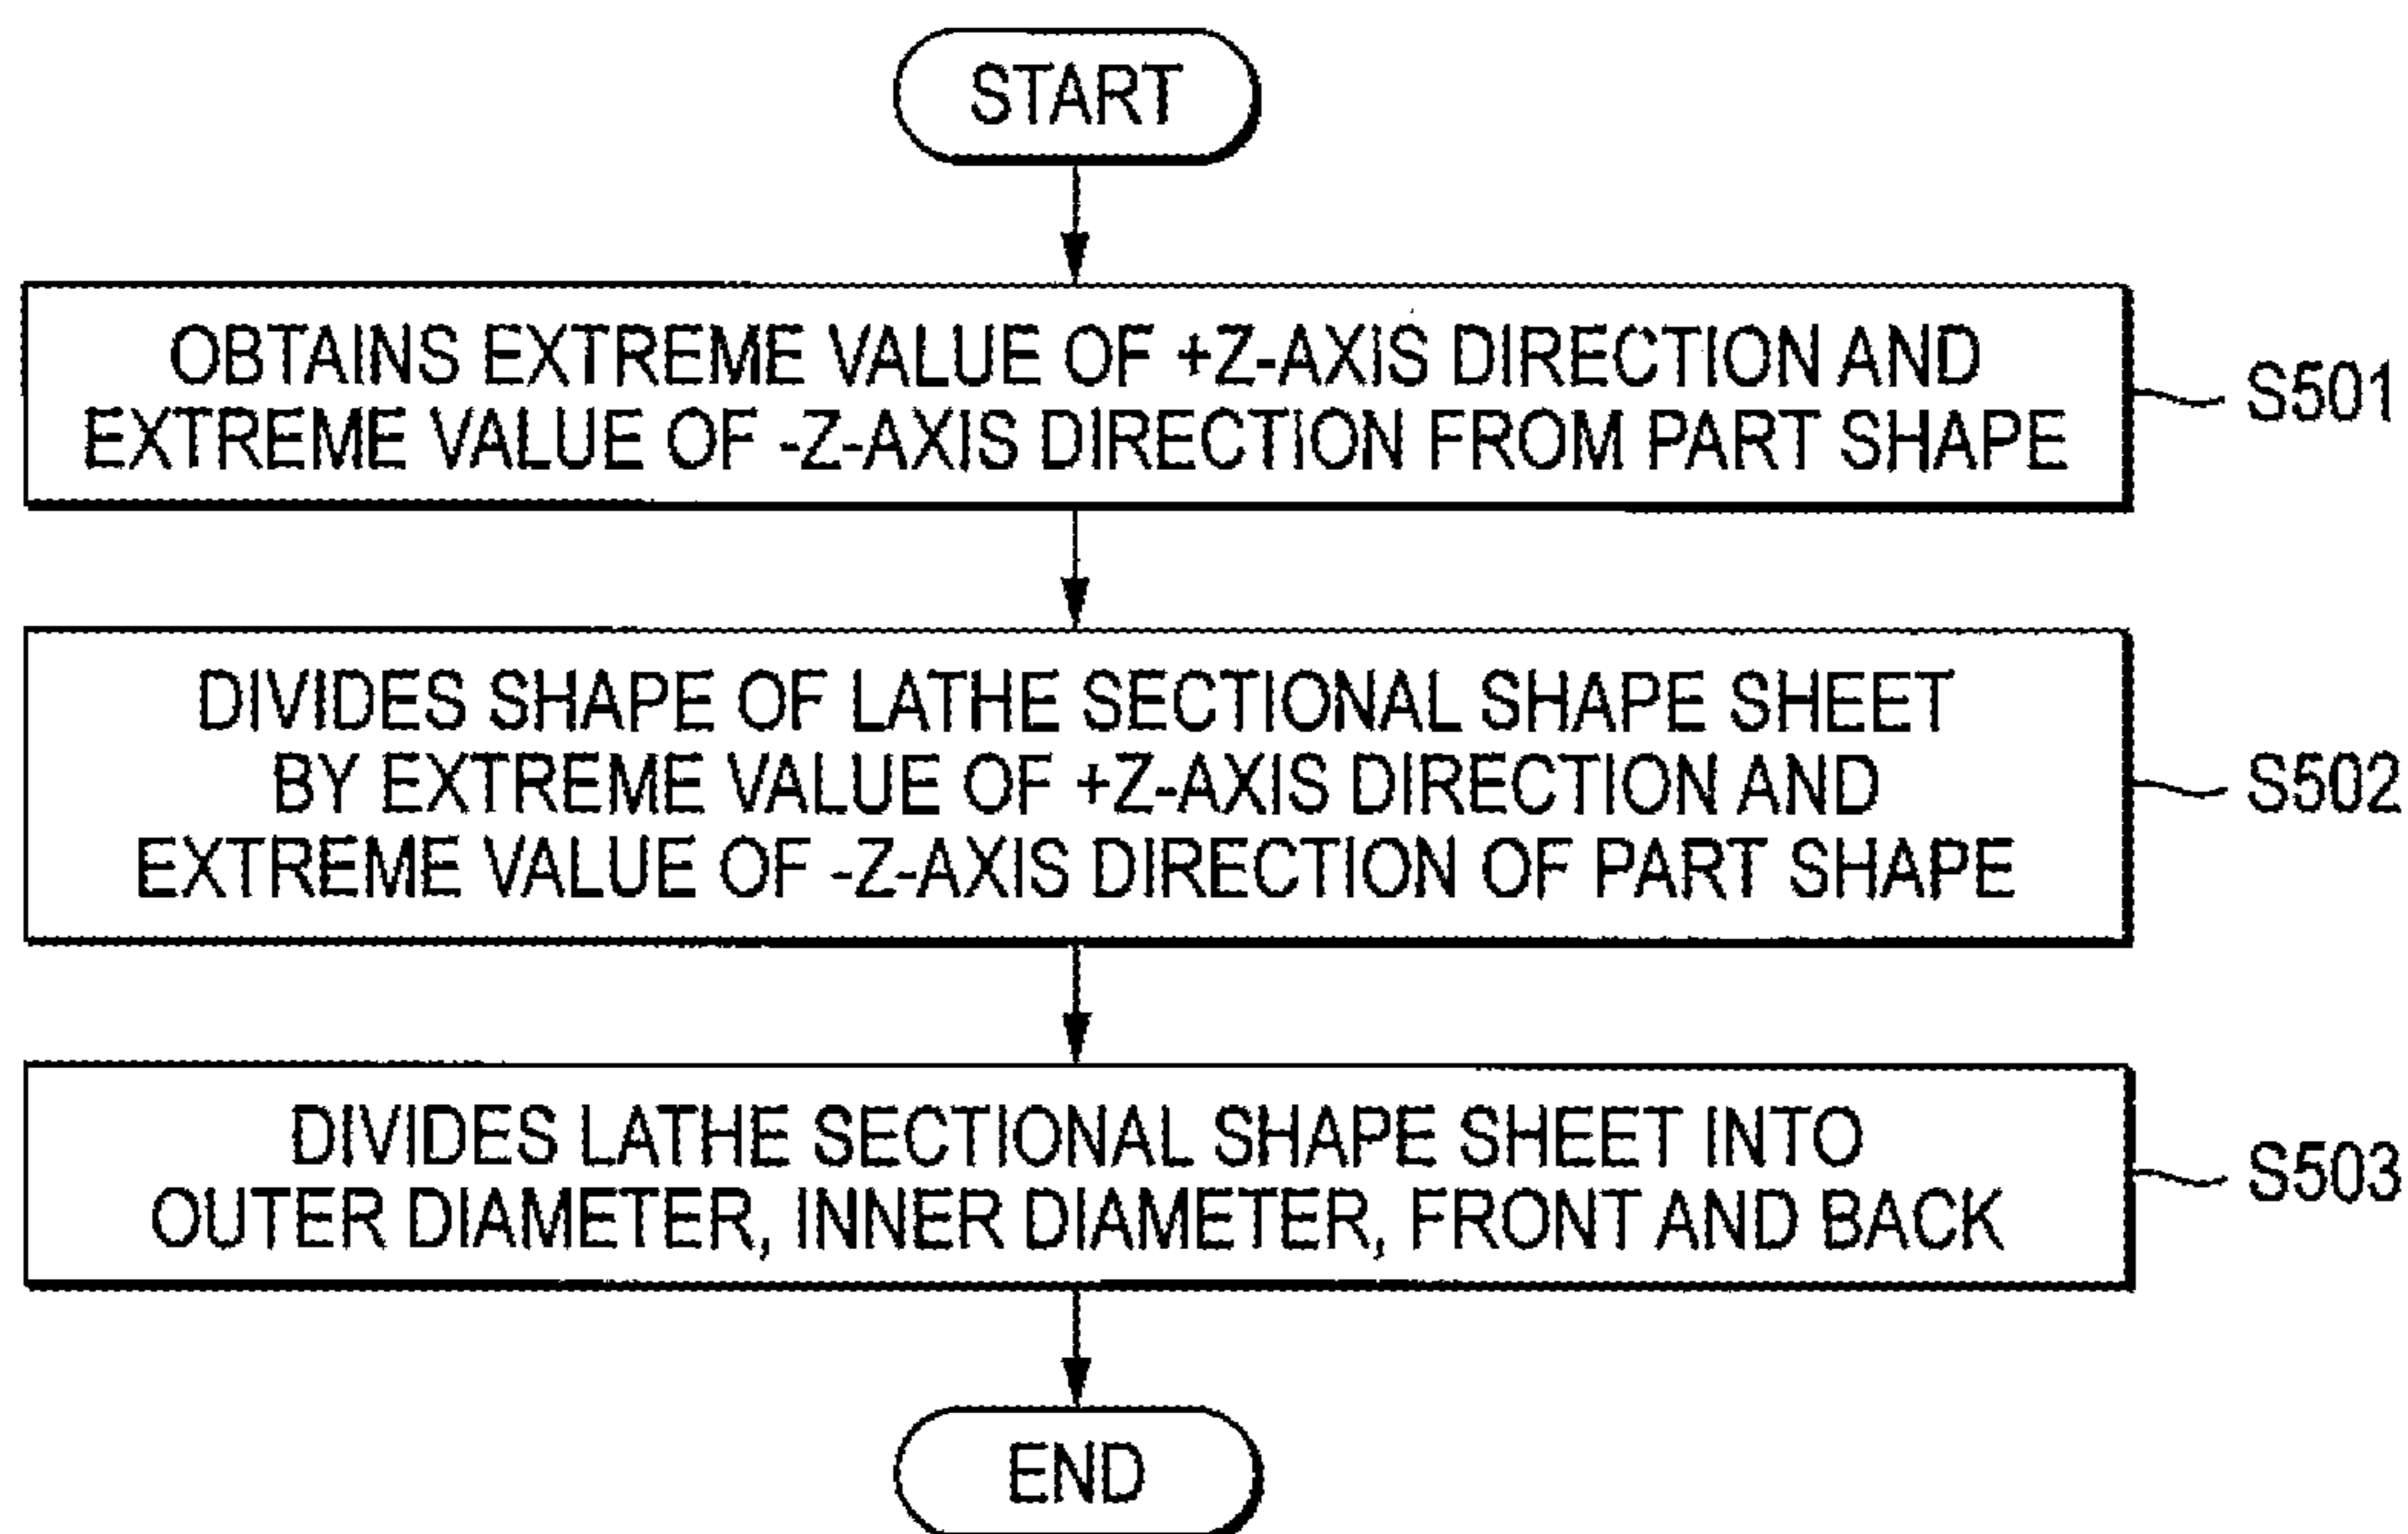 START
OBTAINS EXTREME VALUE OF +Z-AXIS DIRECTION AND
EXTREME VALUE OF -Z-AXIS DIRECTION FROM PART SHAPE
S501
DIVIDES SHAPE OF LATHE SECTIONAL SHAPE SHEET
BY EXTREME VALUE OF +Z-AXIS DIRECTION AND
EXTREME VALUE OF -Z-AXIS DIRECTION OF PART SHAPE
S502
DIVIDES LATHE SECTIONAL SHAPE SHEET INTO
OUTER DIAMETER, INNER DIAMETER, FRONT AND BACK
S503
END